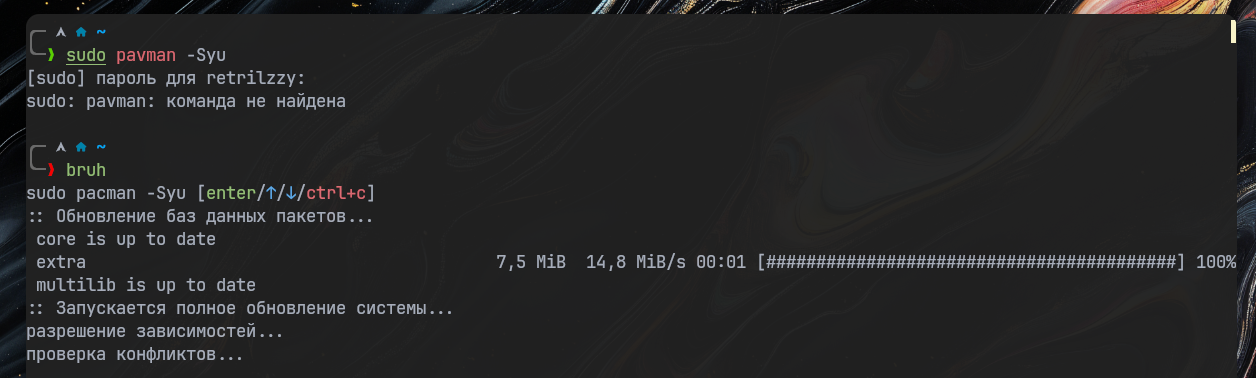 ~
❱ sudo pavman -Syu
[sudo] пароль для retrilzzy:
sudo: pavman: команда не найдена
~
❱ bruh
sudo pacman -Syu [enter/↑/↓/ctrl+c]
:: Обновление баз данных пакетов...
core is up to date
extra 7,5 MiB 14,8 MiB/s 00:01 [#########################################] 100%
multilib is up to date
:: Запускается полное обновление системы...
разрешение зависимостей...
проверка конфликтов...